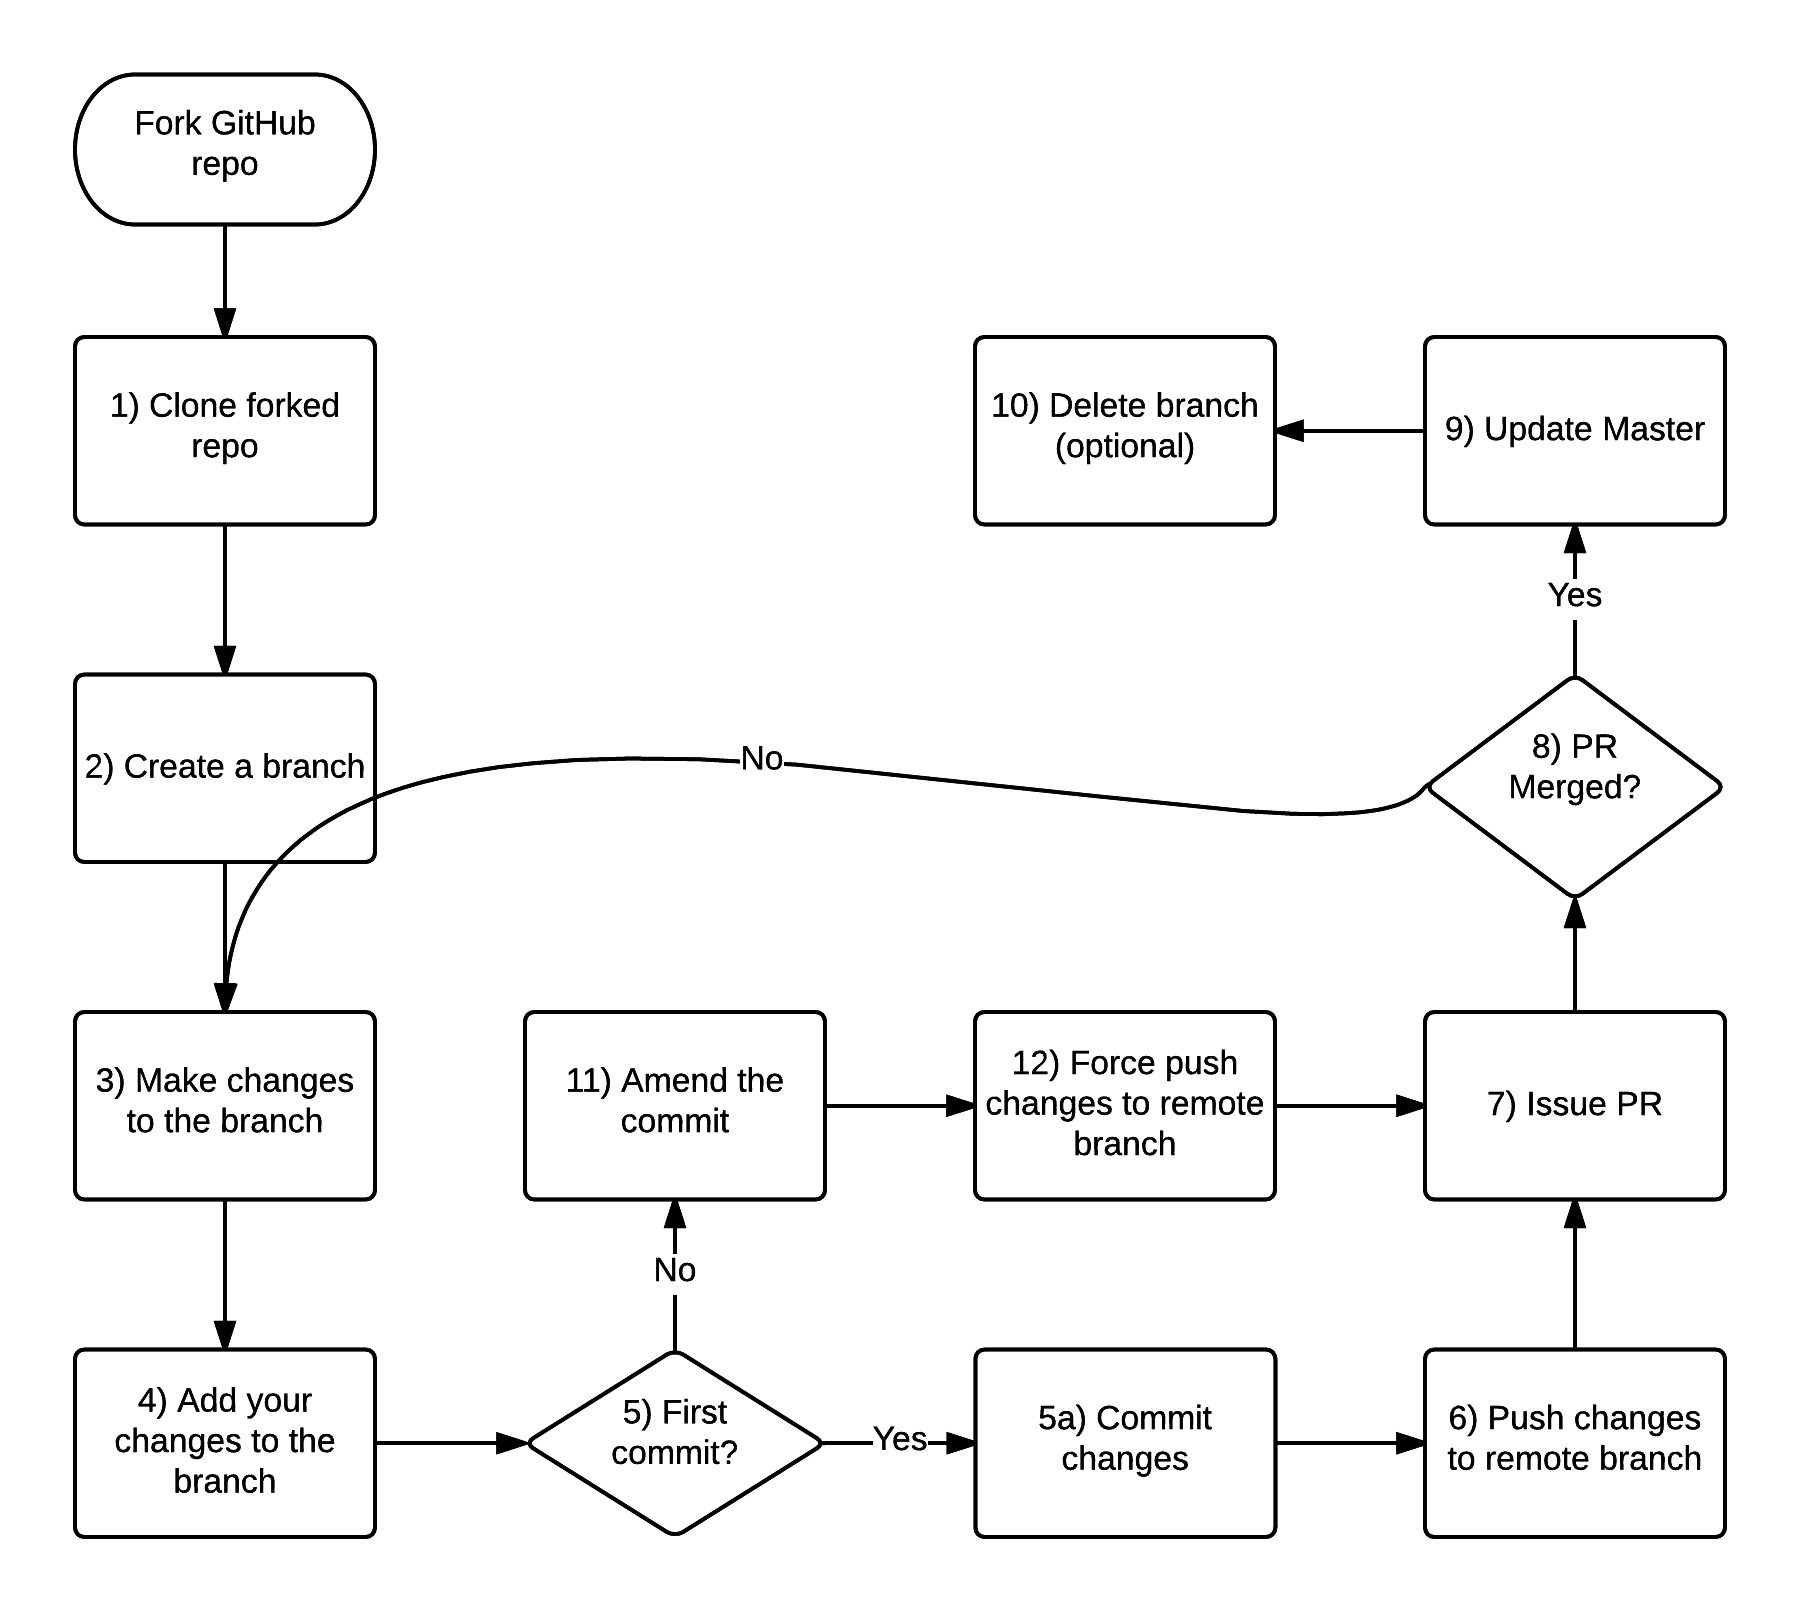 Fork GitHub
repo
1) Clone forked
repo
10) Delete branch
(optional)
9) Update Master
Yes
2) Create a branch
No
8) PR
Merged?
3) Make changes
to the branch
11) Amend the
commit
12) Force push
changes to remote
branch
7) Issue PR
No
4) Add your
changes to the
branch
5) First
commit?
Yes
5a) Commit
changes
6) Push changes
to remote branch